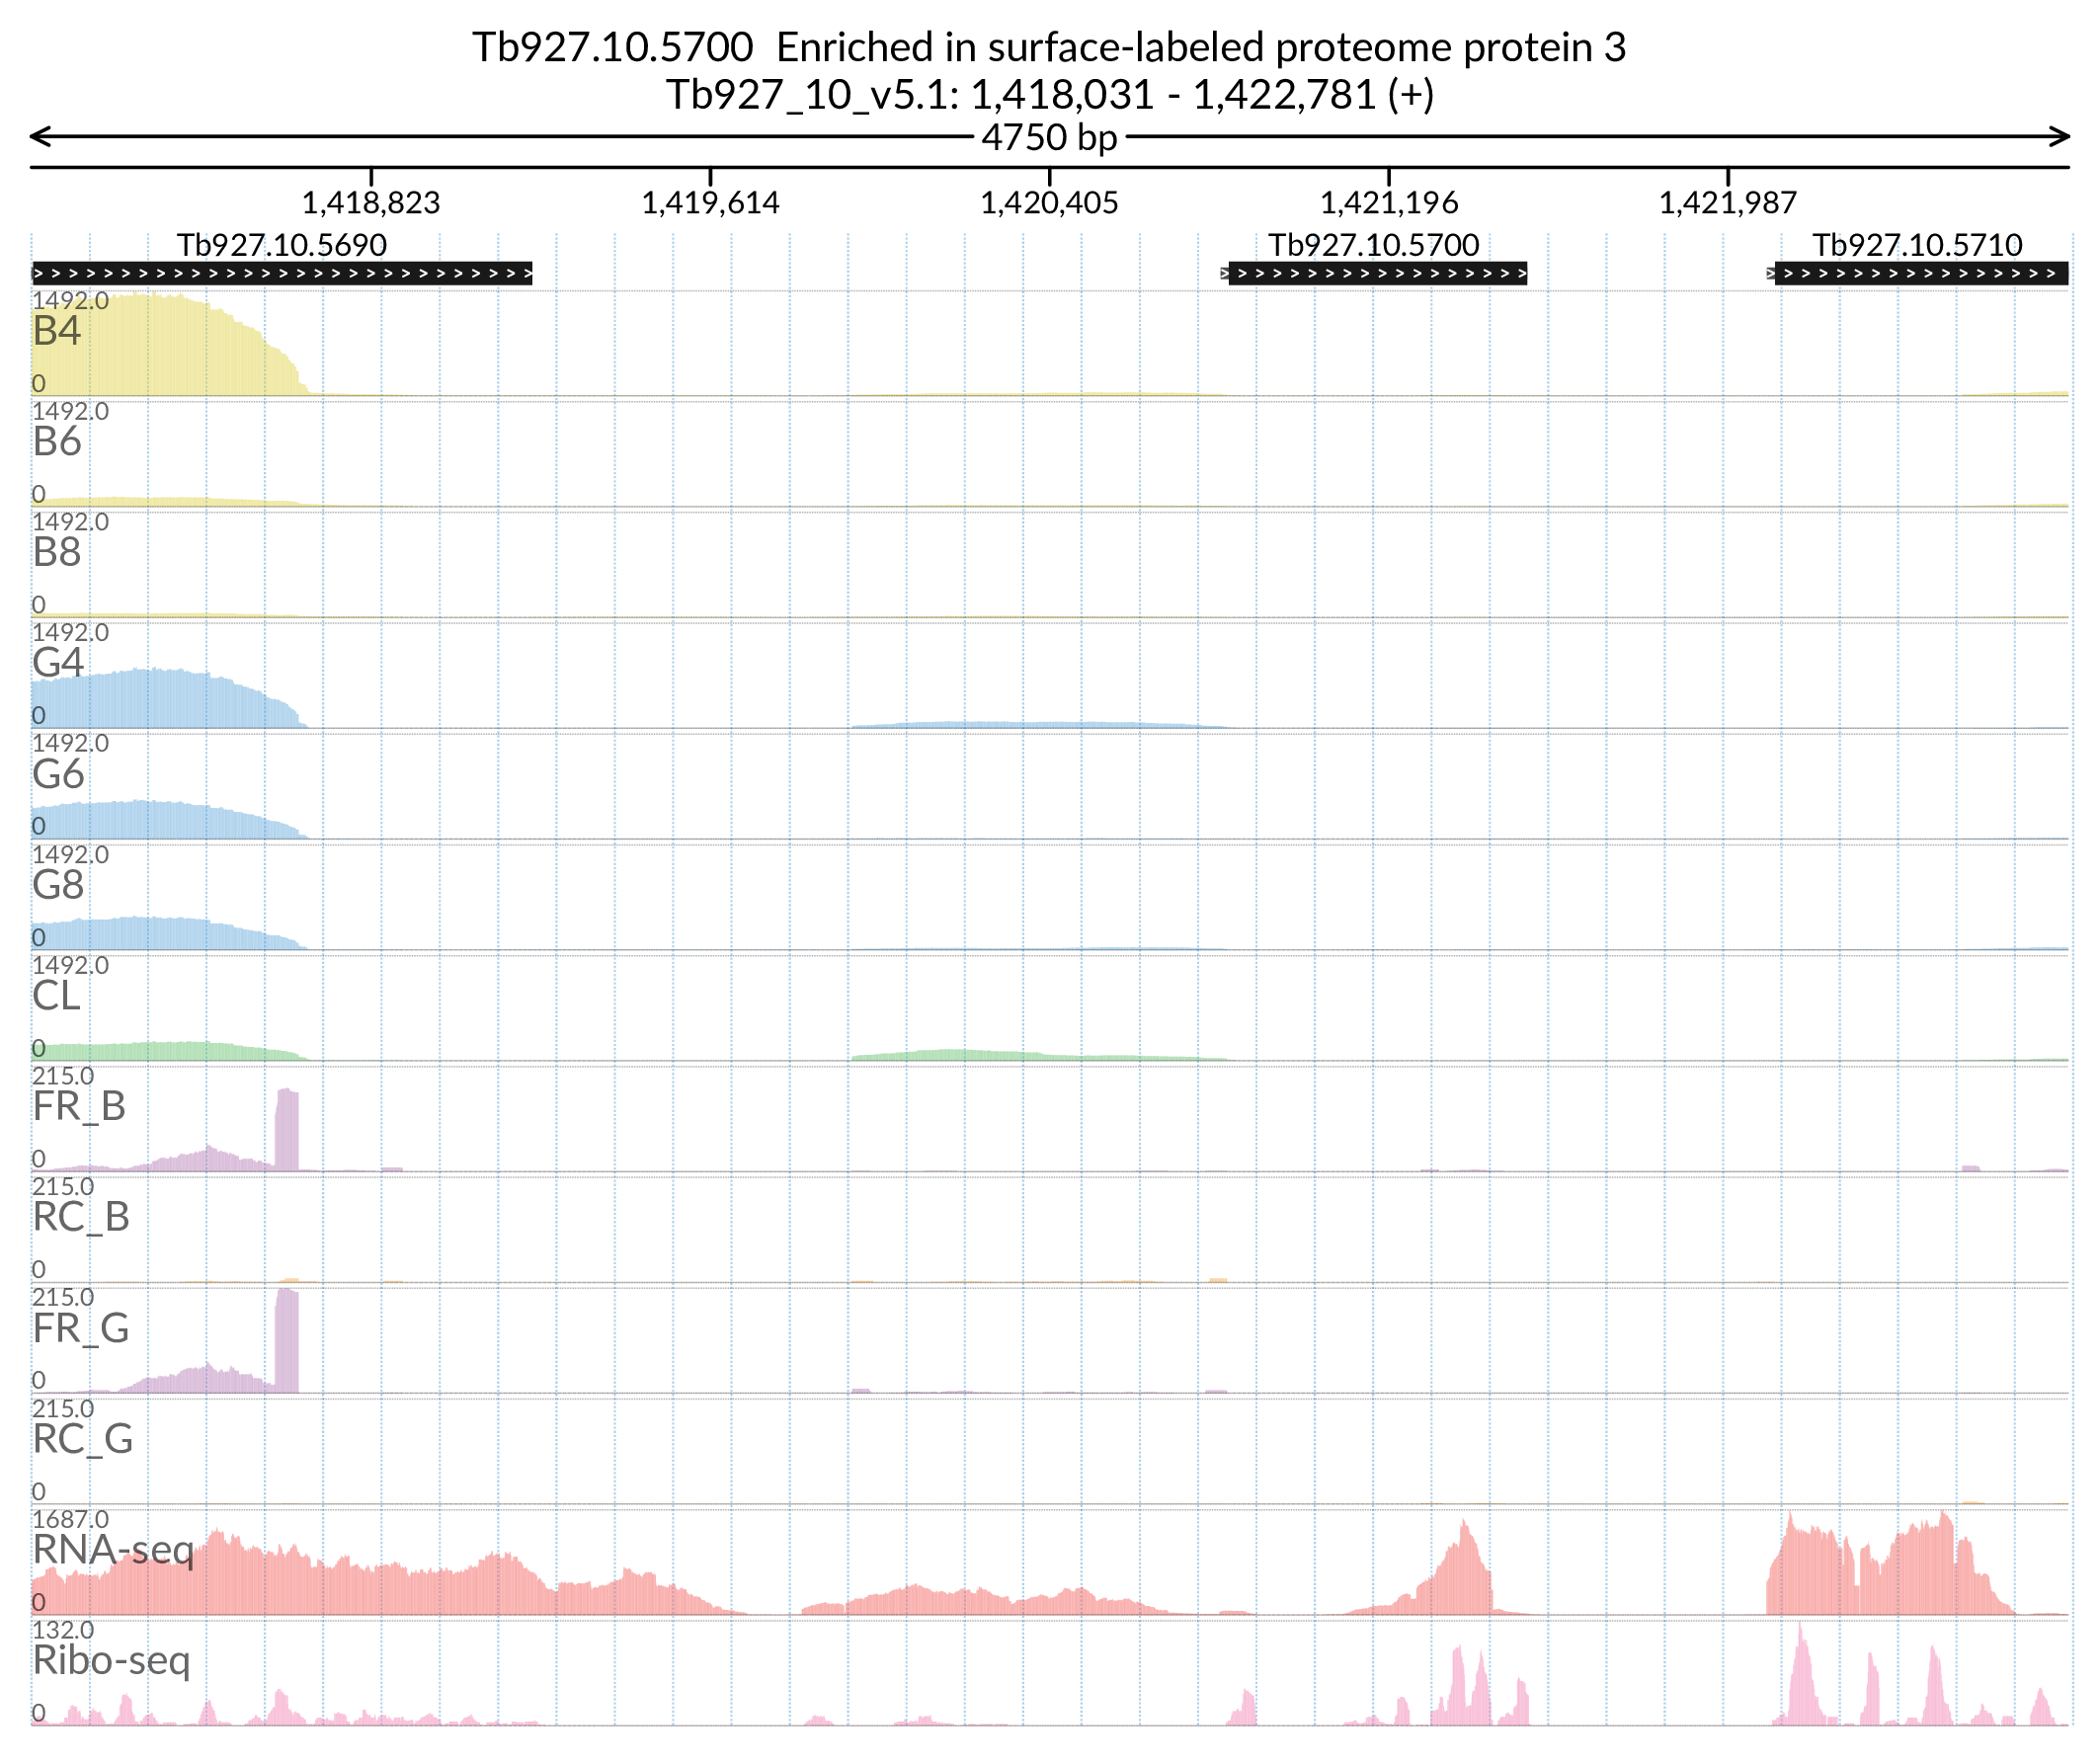 Tb927.10.5700 Enriched in surface-labeled proteome protein 3
Tb927_10_v5.1: 1,418,031 - 1,422,781 (+)
4750 bp
1,418,823 1,419,614 1,420,405 1,421,196 1,421,987
Tb927.10.5690 Tb927.10.5700 Tb927.10.5710
1492.0
B4
0
1492.0
B6
0
1492.0
B8
0
1492.0
G4
0
1492.0
G6
0
1492.0
G8
0
1492.0
CL
0
215.0
FR_B
0
215.0
RC_B
0
215.0
FR_G
0
215.0
RC_G
0
1687.0
RNA-seq
0
132.0
Ribo-seq
0